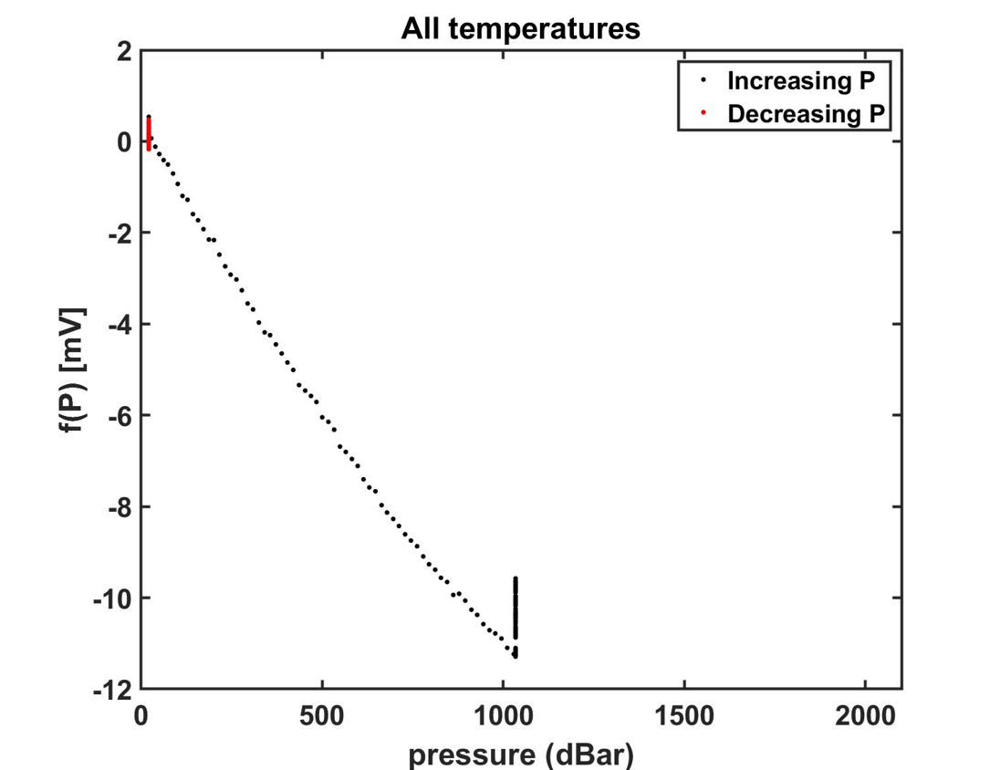 All temperatures
Increasing P
Decreasing P
2
0
-2
-4
-6
-8
-10
-12
f(P) [mV]
0 500 1000 1500 2000
pressure (dBar)